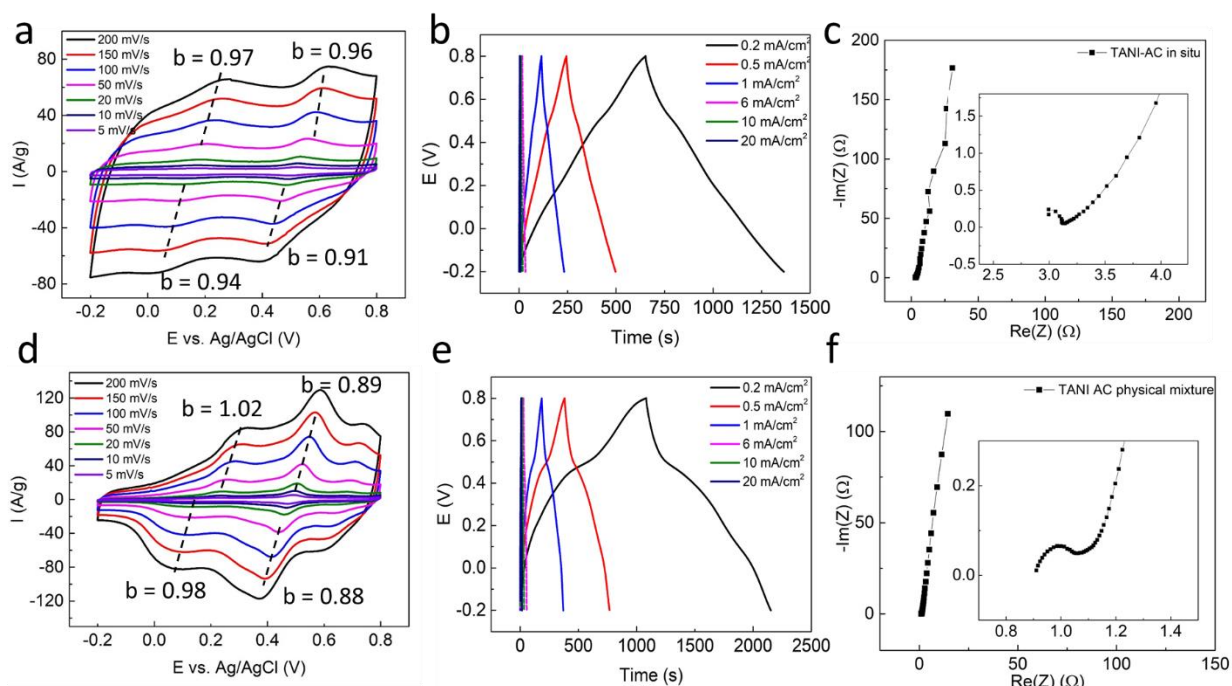 a
200 mV/s
150 mV/s
100 mV/s
50 mV/s
20 mV/s
10 mV/s
5 mV/s
b = 0.97
b = 0.96
b = 0.94
b = 0.91
80
40
0
-40
-80
I (A/g)
-0.2 0.0 0.2 0.4 0.6 0.8
E vs. Ag/AgCl (V)
b
0.2 mA/cm²
0.5 mA/cm²
1 mA/cm²
6 mA/cm²
10 mA/cm²
20 mA/cm²
0.8
0.6
0.4
0.2
0.0
-0.2
E (V)
0 250 500 750 1000 1250 1500
Time (s)
c
TANI-AC in situ
-200
-150
-100
-50
0
-Im(Z) (Ω)
0 50 100 150 200
Re(Z) (Ω)
1.5
1.0
0.5
0.0
-0.5
2.5 3.0 3.5 4.0
d
200 mV/s
150 mV/s
100 mV/s
50 mV/s
20 mV/s
10 mV/s
5 mV/s
b = 1.02
b = 0.89
b = 0.98
b = 0.88
120
80
40
0
-40
-80
-120
I (A/g)
-0.2 0.0 0.2 0.4 0.6 0.8
E vs. Ag/AgCl (V)
e
0.2 mA/cm²
0.5 mA/cm²
1 mA/cm²
6 mA/cm²
10 mA/cm²
20 mA/cm²
0.8
0.6
0.4
0.2
0.0
-0.2
E (V)
0 500 1000 1500 2000 2500
Time (s)
f
TANI AC physical mixture
-100
-50
0
-Im(Z) (Ω)
0 50 100 150
Re(Z) (Ω)
0.2
0.0
0.8 1.0 1.2 1.4